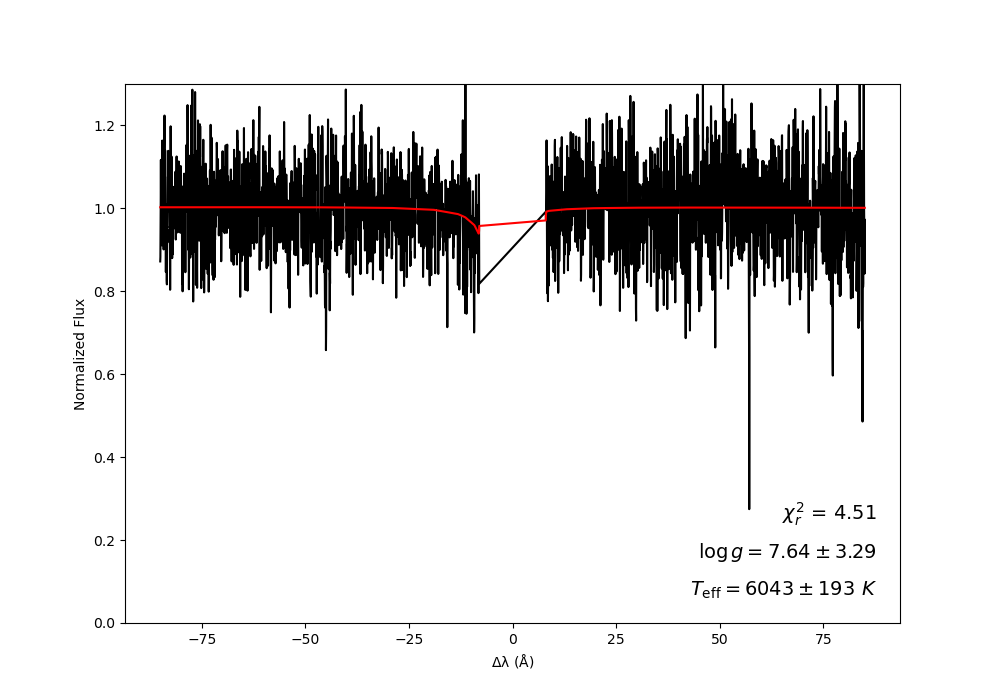 1.2
1.0
0.8
0.6
0.4
0.2
0.0
Normalized Flux
χ²ᵣ = 4.51
log g = 7.64 ± 3.29
T_eff = 6043 ± 193 K
−75 −50 −25 0 25 50 75
Δλ (Å)